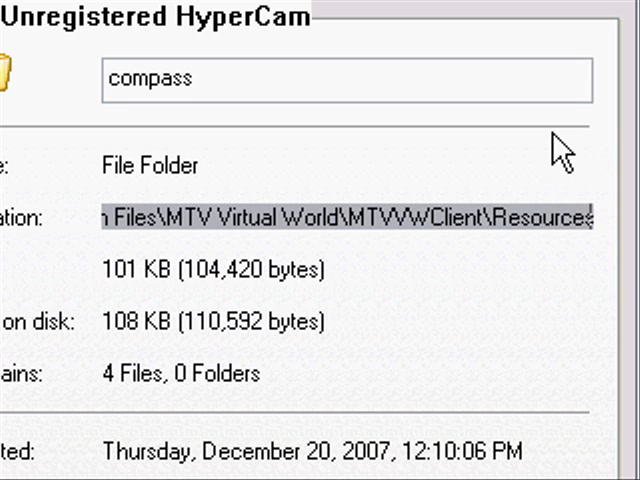 Unregistered HyperCam
compass
e:
File Folder
ation:
n Files\MTV Virtual World\MTVVWClient\Resources
101 KB (104,420 bytes)
on disk:
108 KB (110,592 bytes)
ains:
4 Files, 0 Folders
ted:
Thursday, December 20, 2007, 12:10:06 PM